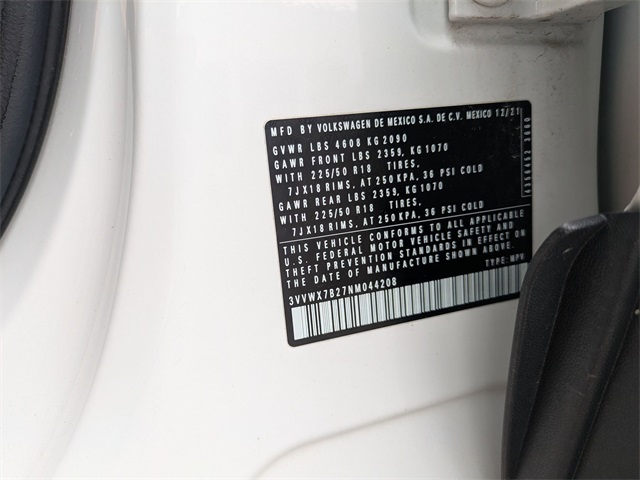 MFD BY VOLKSWAGEN DE MEXICO S.A. DE C.V. MEXICO 12/21
GVWR LBS 4608 KG 2090
GAWR FRONT LBS 2359, KG 1070
WITH 225/50 R18 TIRES.
7JX18 RIMS, AT 250 KPA, 36 PSI COLD
GAWR REAR LBS 2359, KG 1070
WITH 225/50 R18 TIRES.
7JX18 RIMS, AT 250 KPA, 36 PSI COLD
THIS VEHICLE CONFORMS TO ALL APPLICABLE
U.S. FEDERAL MOTOR VEHICLE SAFETY AND
THEFT PREVENTION STANDARDS IN EFFECT ON
THE DATE OF MANUFACTURE SHOWN ABOVE.
3VVWX7B27NM044208 TYPE: MPV